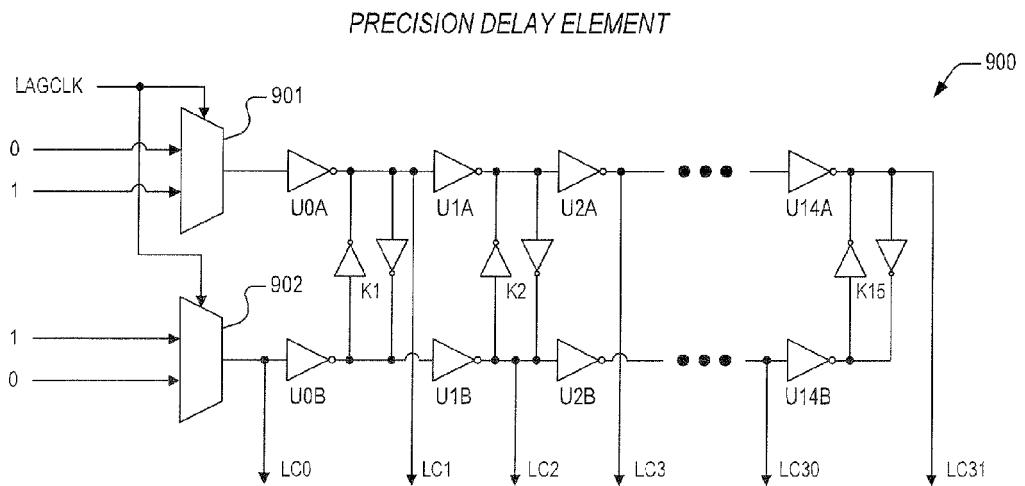 PRECISION DELAY ELEMENT
900
LAGCLK
901
0
1
U0A
U1A
U2A
U14A
K1
K2
K15
902
1
0
U0B
U1B
U2B
U14B
LC0
LC1
LC2
LC3
LC30
LC31